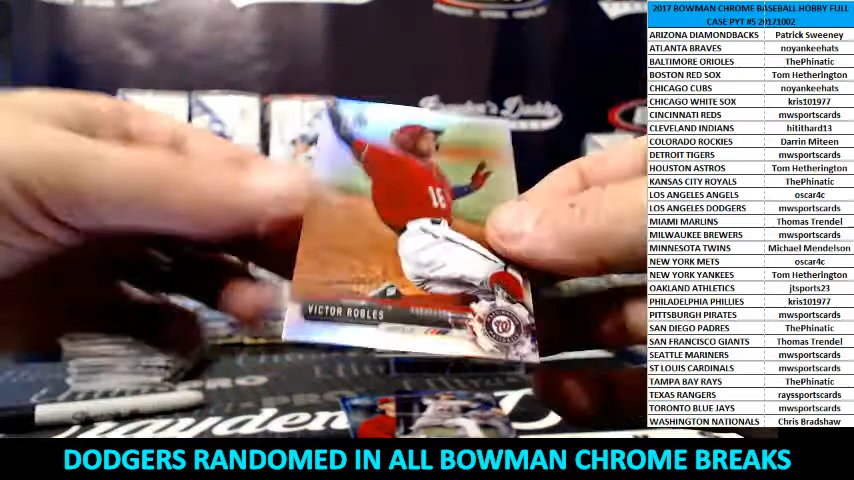 2017 BOWMAN CHROME BASEBALL HOBBY FULL
CASE PYT #5 20171002
ARIZONA DIAMONDBACKS Patrick Sweeney
ATLANTA BRAVES noyankeehats
BALTIMORE ORIOLES ThePhinatic
BOSTON RED SOX Tom Hetherington
CHICAGO CUBS noyankeehats
CHICAGO WHITE SOX kris101977
CINCINNATI REDS mwsportscards
CLEVELAND INDIANS hitithard13
COLORADO ROCKIES Darrin Miteen
DETROIT TIGERS mwsportscards
HOUSTON ASTROS Tom Hetherington
KANSAS CITY ROYALS ThePhinatic
LOS ANGELES ANGELS oscar4c
LOS ANGELES DODGERS mwsportscards
MIAMI MARLINS Thomas Trendel
MILWAUKEE BREWERS mwsportscards
MINNESOTA TWINS Michael Mendelson
NEW YORK METS oscar4c
NEW YORK YANKEES Tom Hetherington
OAKLAND ATHLETICS jtsports23
PHILADELPHIA PHILLIES kris101977
PITTSBURGH PIRATES mwsportscards
SAN DIEGO PADRES ThePhinatic
SAN FRANCISCO GIANTS Thomas Trendel
SEATTLE MARINERS mwsportscards
ST LOUIS CARDINALS mwsportscards
TAMPA BAY RAYS ThePhinatic
TEXAS RANGERS rayssportscards
TORONTO BLUE JAYS mwsportscards
WASHINGTON NATIONALS Chris Bradshaw
16
VICTOR ROBLES
W
DODGERS RANDOMED IN ALL BOWMAN CHROME BREAKS